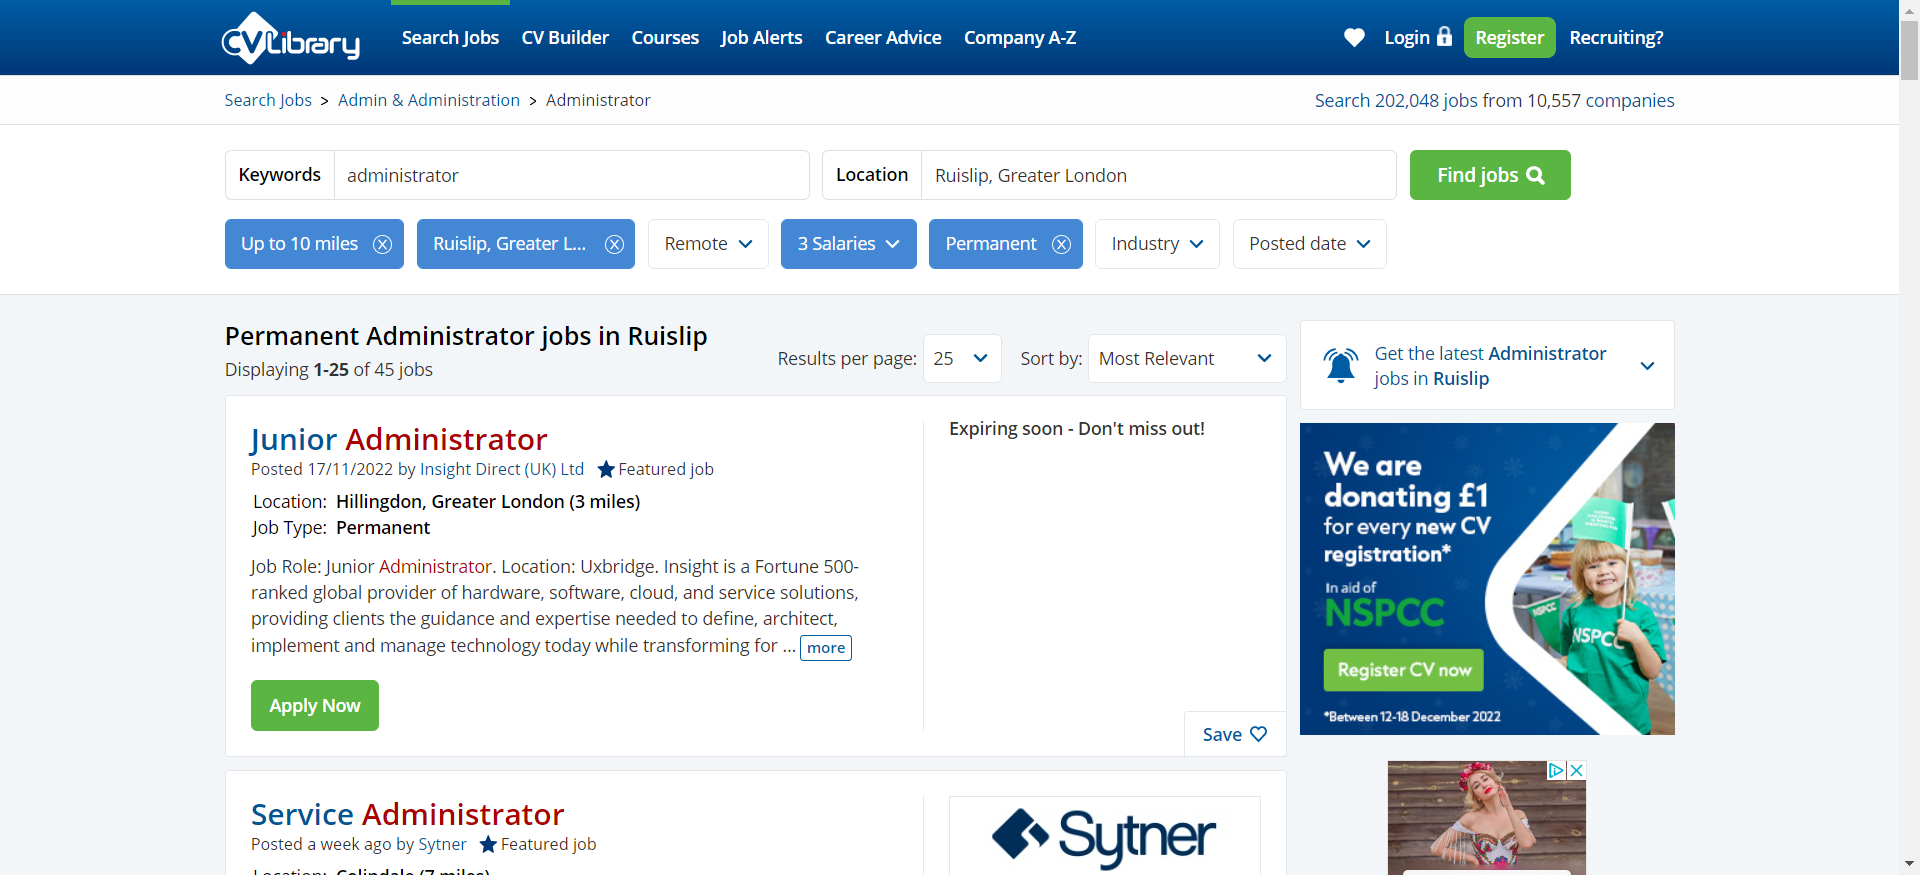 CVLibrary
Search Jobs CV Builder Courses Job Alerts Career Advice Company A-Z Login Register Recruiting?
Search Jobs > Admin & Administration > Administrator Search 202,048 jobs from 10,557 companies
Keywords administrator Location Ruislip, Greater London Find jobs
Up to 10 miles Ruislip, Greater L... Remote 3 Salaries Permanent Industry Posted date
Permanent Administrator jobs in Ruislip
Displaying 1-25 of 45 jobs
Results per page: 25 Sort by: Most Relevant
Junior Administrator
Posted 17/11/2022 by Insight Direct (UK) Ltd Featured job
Location: Hillingdon, Greater London (3 miles)
Job Type: Permanent
Job Role: Junior Administrator. Location: Uxbridge. Insight is a Fortune 500-
ranked global provider of hardware, software, cloud, and service solutions,
providing clients the guidance and expertise needed to define, architect,
implement and manage technology today while transforming for ... more
Apply Now
Expiring soon - Don't miss out!
Save
Service Administrator
Posted a week ago by Sytner Featured job
Location: Colindale (7 miles)
Sytner
Get the latest Administrator
jobs in Ruislip
We are
donating £1
for every new CV
registration*
In aid of
NSPCC
Register CV now
*Between 12-18 December 2022
NSPCC
NSPCC